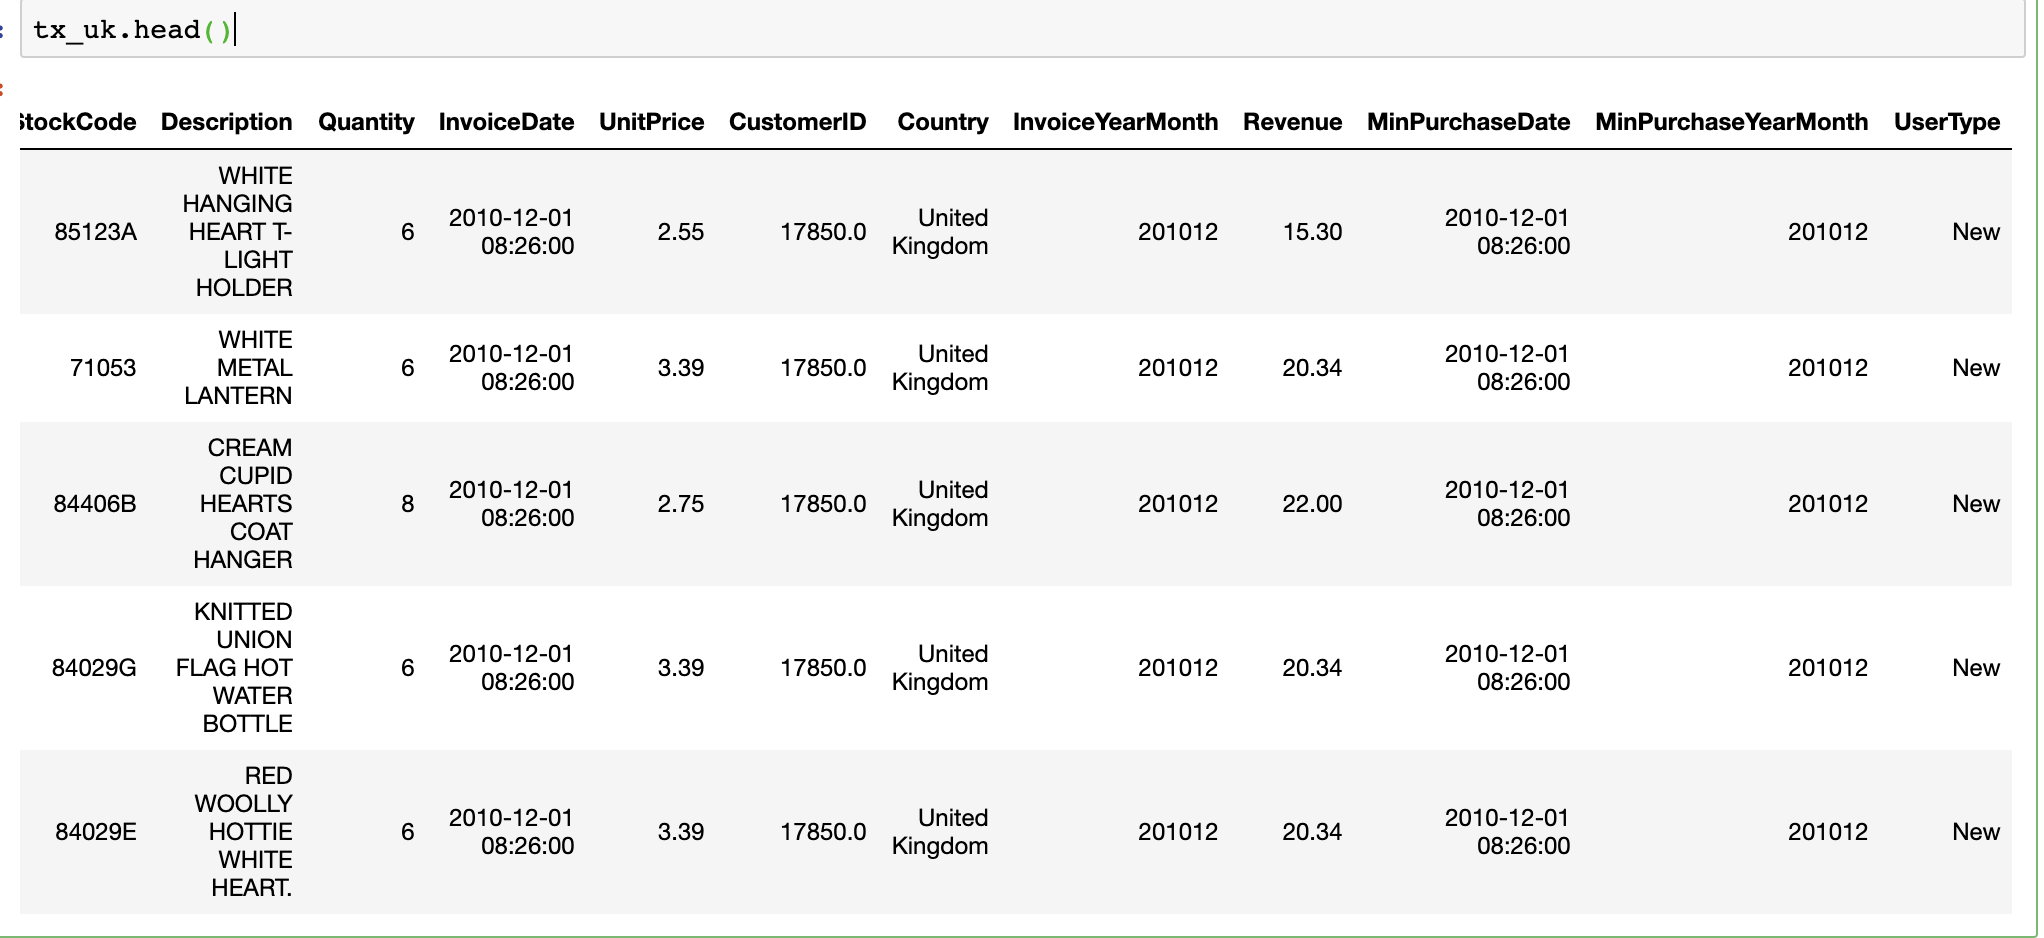 tx_uk.head()
StockCode Description Quantity InvoiceDate UnitPrice CustomerID Country InvoiceYearMonth Revenue MinPurchaseDate MinPurchaseYearMonth UserType
85123A WHITE HANGING HEART T-LIGHT HOLDER 6 2010-12-01 08:26:00 2.55 17850.0 United Kingdom 201012 15.30 2010-12-01 08:26:00 201012 New
71053 WHITE METAL LANTERN 6 2010-12-01 08:26:00 3.39 17850.0 United Kingdom 201012 20.34 2010-12-01 08:26:00 201012 New
84406B CREAM CUPID HEARTS COAT HANGER 8 2010-12-01 08:26:00 2.75 17850.0 United Kingdom 201012 22.00 2010-12-01 08:26:00 201012 New
84029G KNITTED UNION FLAG HOT WATER BOTTLE 6 2010-12-01 08:26:00 3.39 17850.0 United Kingdom 201012 20.34 2010-12-01 08:26:00 201012 New
84029E RED WOOLLY HOTTIE WHITE HEART. 6 2010-12-01 08:26:00 3.39 17850.0 United Kingdom 201012 20.34 2010-12-01 08:26:00 201012 New